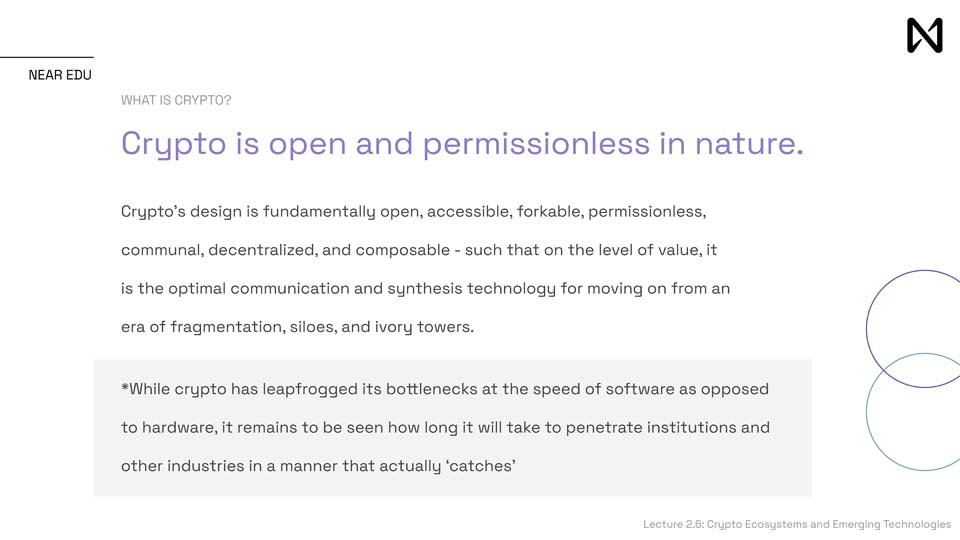 NEAR EDU
WHAT IS CRYPTO?
Crypto is open and permissionless in nature.
Crypto's design is fundamentally open, accessible, forkable, permissionless,
communal, decentralized, and composable - such that on the level of value, it
is the optimal communication and synthesis technology for moving on from an
era of fragmentation, siloes, and ivory towers.
*While crypto has leapfrogged its bottlenecks at the speed of software as opposed
to hardware, it remains to be seen how long it will take to penetrate institutions and
other industries in a manner that actually ‘catches’
Lecture 2.6: Crypto Ecosystems and Emerging Technologies